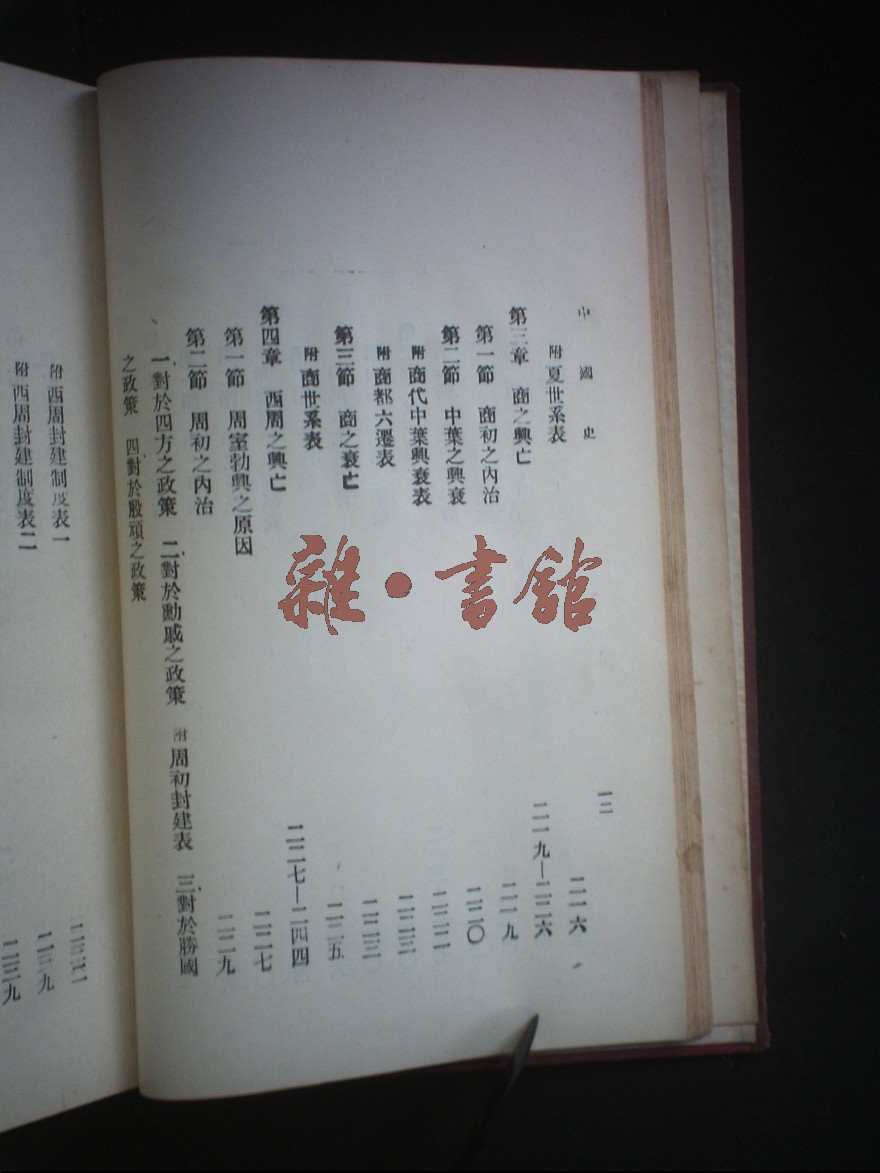 中國史 一二
附 夏世系表 二一六
第三章 商之興亡 二一九—二二六
第一節 商初之內治 二一九
第二節 中葉之興衰 二二〇
附 商代中葉興衰表
附 商都六遷表
第三節 商之衰亡 二二三
附 商世系表 二二五
第四章 西周之興亡 二二七—二四四
第一節 周室勃興之原因 二二七
第二節 周初之內治 二二九
一、對於四方之政策 二、對於勳戚之政策 附 周初封建表 三、對於勝國
之政策 四、對於殷頑之政策
附 西周封建制度表一
附 西周封建制度表二 二三九
二三九
雜·書館